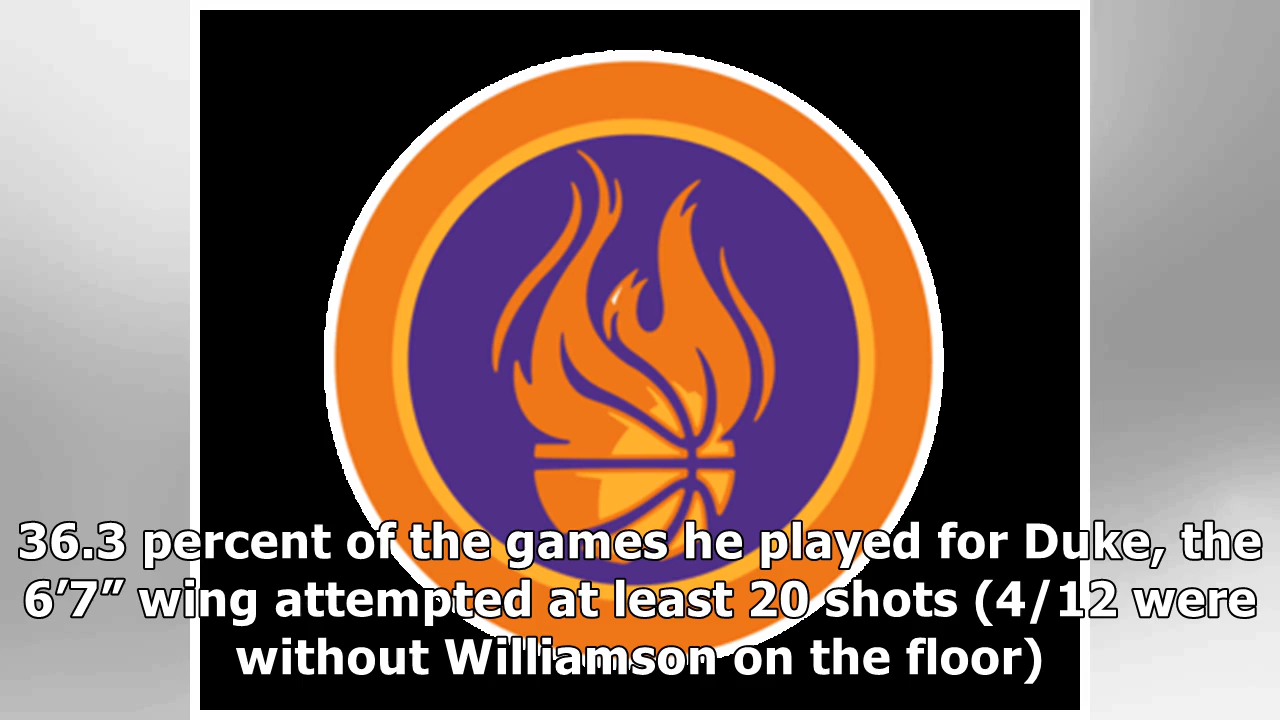 36.3 percent of the games he played for Duke, the
6’7” wing attempted at least 20 shots (4/12 were
without Williamson on the floor)